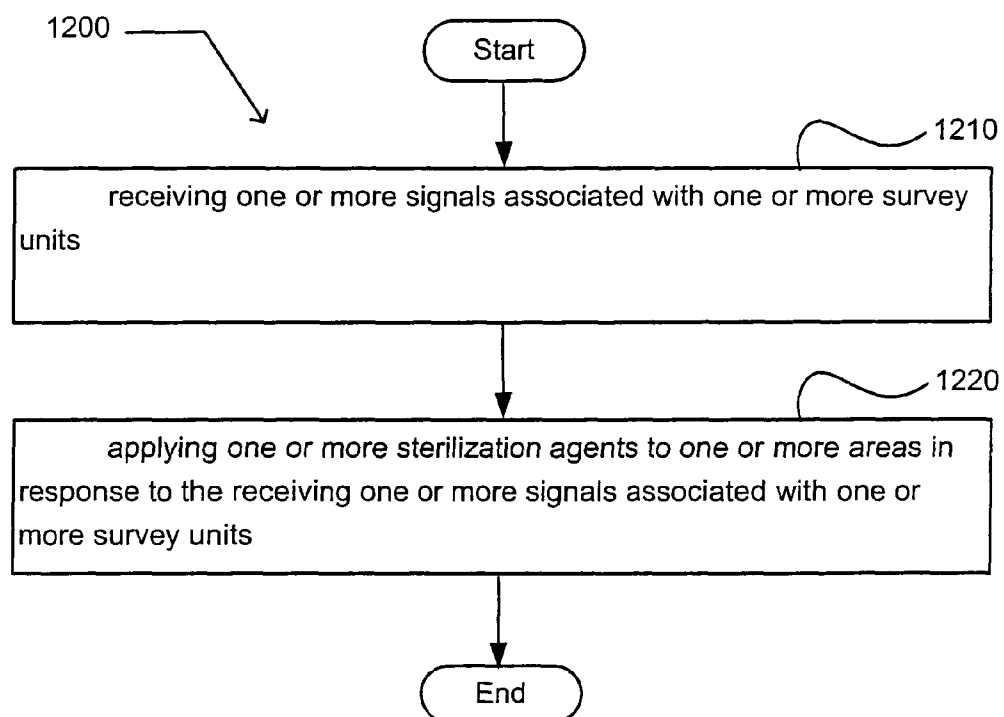 1200
Start
1210
receiving one or more signals associated with one or more survey
units
1220
applying one or more sterilization agents to one or more areas in
response to the receiving one or more signals associated with one or
more survey units
End